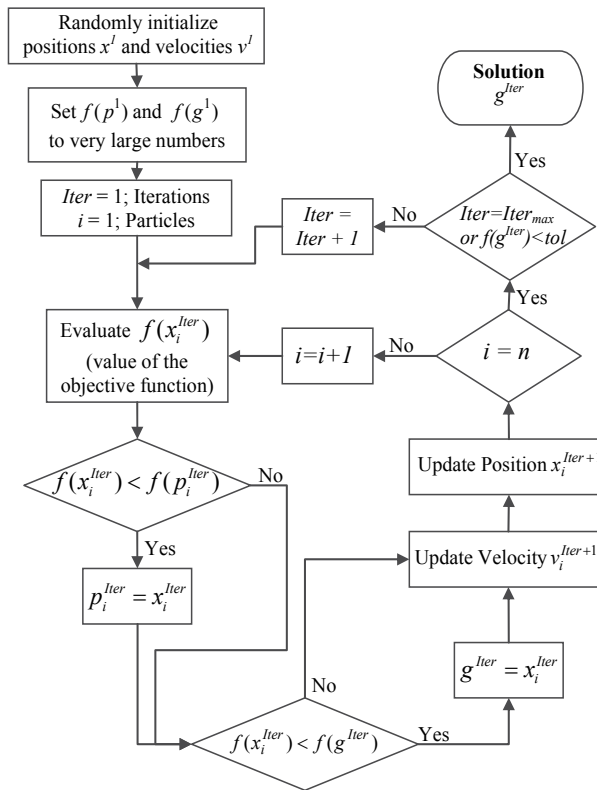 Randomly initialize
positions x^1 and velocities v^1
Set f(p^1) and f(g^1)
to very large numbers
Iter = 1; Iterations
i = 1; Particles
Evaluate f(x_i^Iter)
(value of the
objective function)
f(x_i^Iter) < f(p_i^Iter)
No
Yes
p_i^Iter = x_i^Iter
f(x_i^Iter) < f(g^Iter)
No
Yes
g^Iter = x_i^Iter
Update Velocity v_i^Iter+1
Update Position x_i^Iter+
i = n
No
i=i+1
Yes
Iter=Iter_max
or f(g^Iter)<tol
No
Iter =
Iter + 1
Yes
Solution
g^Iter